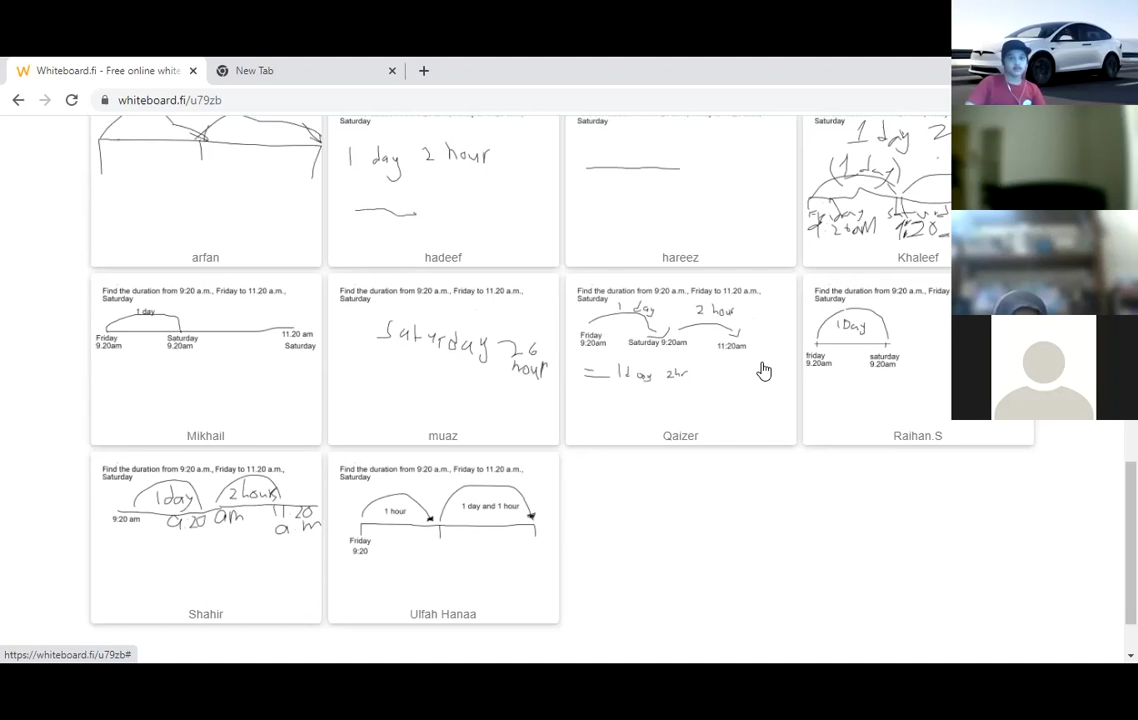 Whiteboard.fi - Free online white
New Tab
whiteboard.fi/u79zb
arfan
Saturday
1 day 2 hour
hadeef
Saturday
hareez
Saturday
1 day 2
(1 day)
Friday
Khaleef
Find the duration from 9:20 a.m., Friday to 11.20 a.m.,
Saturday
1 day
Friday
9.20am
Saturday
9.20am
11.20 am
Saturday
Mikhail
Find the duration from 9:20 a.m., Friday to 11.20 a.m.,
Saturday
Saturday 26
hour
muaz
Find the duration from 9:20 a.m., Friday to 11.20 a.m.,
Saturday
1 day
2 hour
Friday
9:20am
Saturday 9:20am
11:20am
= 1day 2hr
Qaizer
Find the duration from 9:20 a.m., Frid
Saturday
1Day
friday
9.20am
saturday
9.20am
Raihan.S
Find the duration from 9:20 a.m., Friday to 11.20 a.m.,
Saturday
1day
2 hours
9:20 am
9.20 am
11.20
a.m
Shahir
Find the duration from 9:20 a.m., Friday to 11.20 a.m.,
Saturday
1 hour
1 day and 1 hour
Friday
9:20
Ulfah Hanaa
https://whiteboard.fi/u79zb#